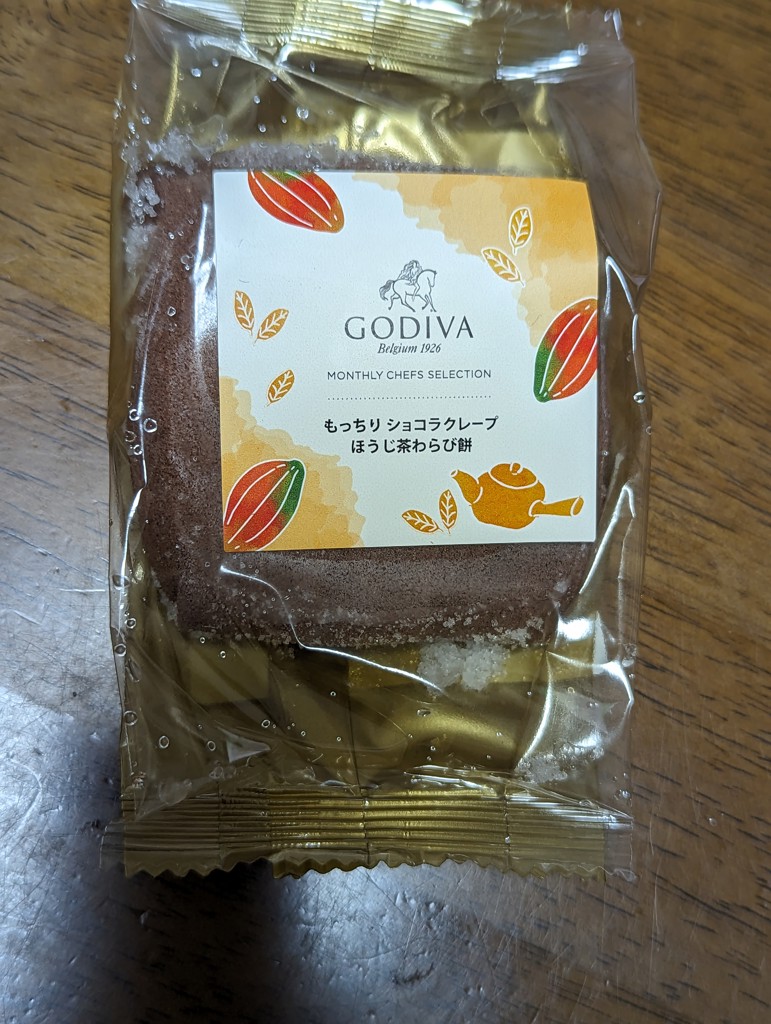 GODIVA
Belgium 1926
MONTHLY CHEFS SELECTION
もっちり ショコラクレープ
ほうじ茶わらび餅